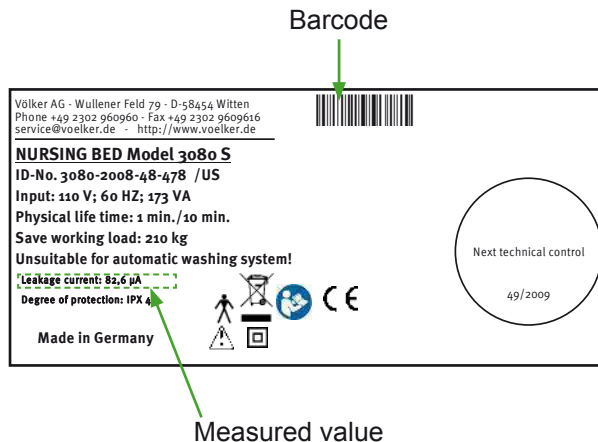 Barcode
Völker AG - Wullener Feld 79 - D-58454 Witten
Phone +49 2302 960960 - Fax +49 2302 9609616
service@voelker.de - http://www.voelker.de
NURSING BED Model 3080 S
ID-No. 3080-2008-48-478 /US
Input: 110 V; 60 HZ; 173 VA
Physical life time: 1 min./10 min.
Save working load: 210 kg
Unsuitable for automatic washing system!
Leakage current: 82,6 µA
Degree of protection: IPX 4
Made in Germany
CE
Next technical control
49/2009
Measured value